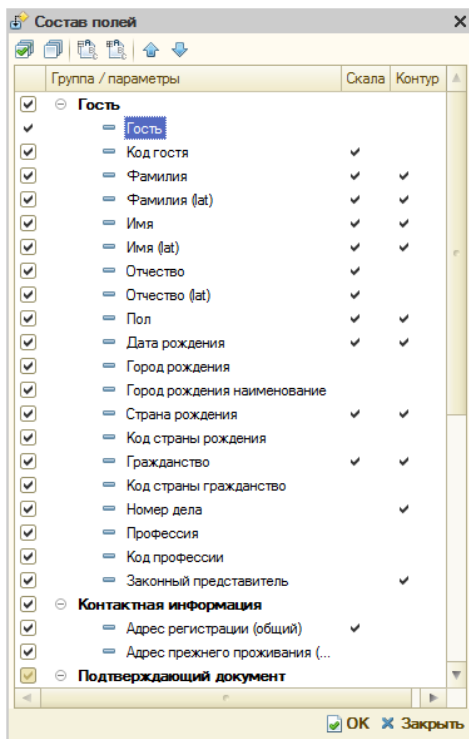 Состав полей
Группа / параметры Скала Контур
Гость
Гость
Код гостя
Фамилия
Фамилия (lat)
Имя
Имя (lat)
Отчество
Отчество (lat)
Пол
Дата рождения
Город рождения
Город рождения наименование
Страна рождения
Код страны рождения
Гражданство
Код страны гражданство
Номер дела
Профессия
Код профессии
Законный представитель
Контактная информация
Адрес регистрации (общий)
Адрес прежнего проживания (...
Подтверждающий документ
OK Закрыть